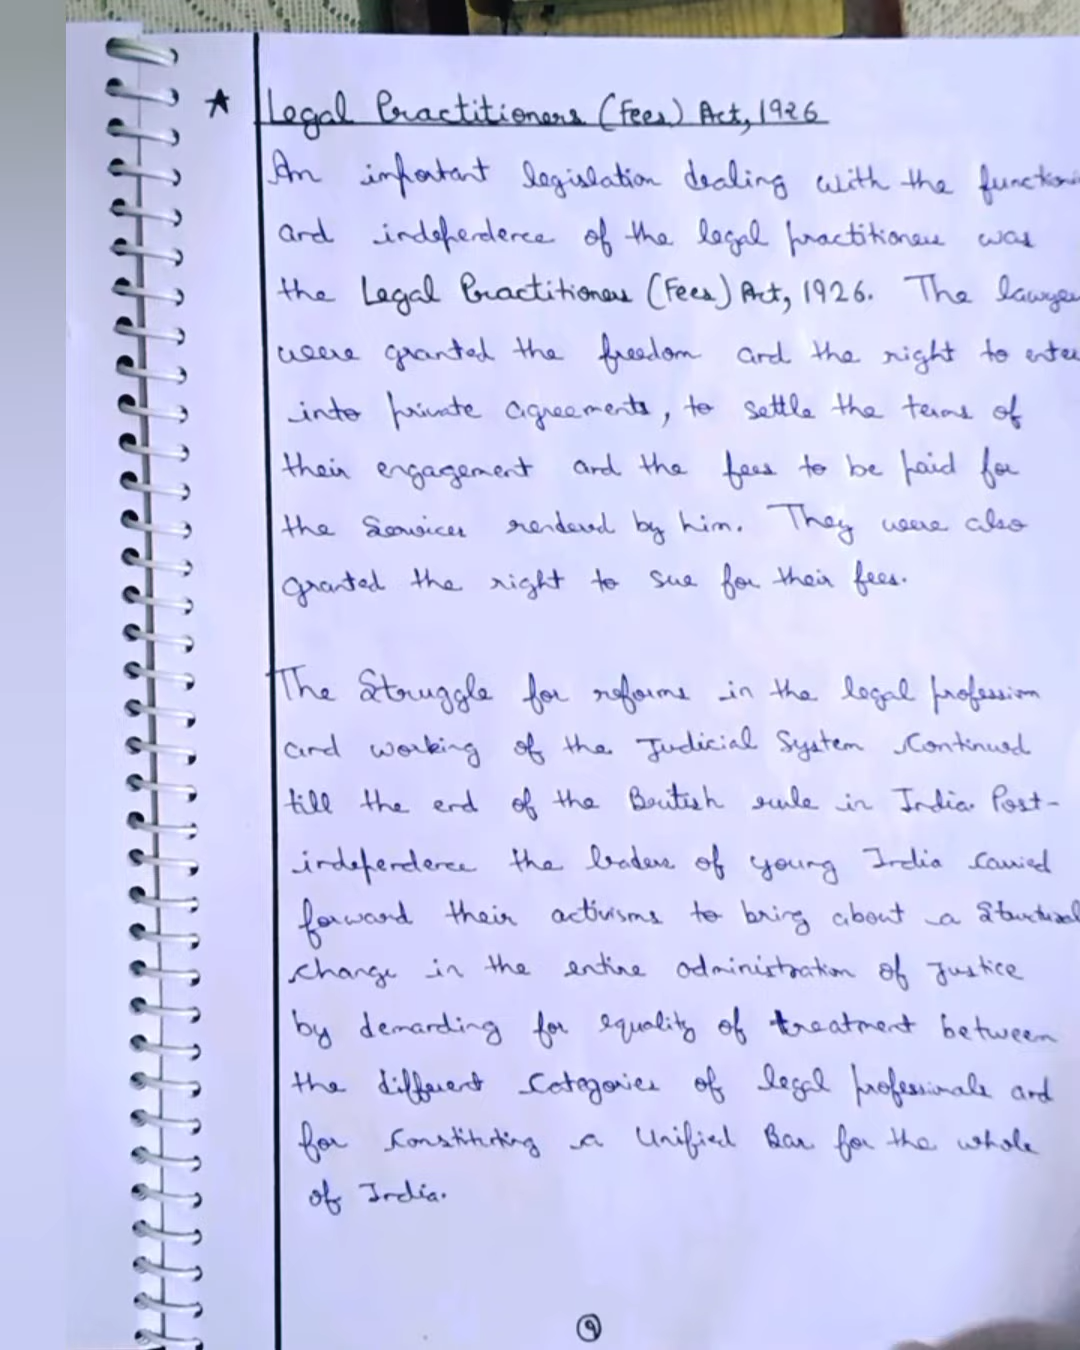 ★ Legal Practitioners (Fees) Act, 1926
An important legislation dealing with the function
and independence of the legal practitioners was
the Legal Practitioners (Fees) Act, 1926. The lawyer
were granted the freedom and the right to enter
into private agreements, to settle the terms of
their engagement and the fees to be paid for
the Services rendered by him. They were also
granted the right to sue for their fees.
The Struggle for reforms in the legal profession
and working of the Judicial System Continued
till the end of the British rule in India. Post-
independence the leaders of young India carried
forward their activisms to bring about a Structural
change in the entire administration of Justice
by demanding for equality of treatment between
the different Categories of legal professionals and
for Constituting a Unified Bar for the whole
of India.
9